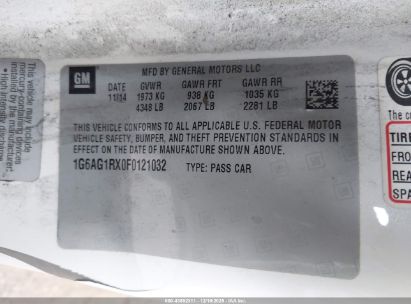 GM
MFD BY GENERAL MOTORS LLC
DATE GVWR GAWR FRT GAWR RR
11/14 1973 KG 938 KG 1035 KG
4348 LB 2067 LB 2281 LB
THIS VEHICLE CONFORMS TO ALL APPLICABLE U.S. FEDERAL MOTOR
VEHICLE SAFETY, BUMPER, AND THEFT PREVENTION STANDARDS IN
EFFECT ON THE DATE OF MANUFACTURE SHOWN ABOVE.
1G6AG1RX0F0121032 TYPE: PASS CAR
This vehicle
manufacturer.
TIRE
FRO
REA
SPA